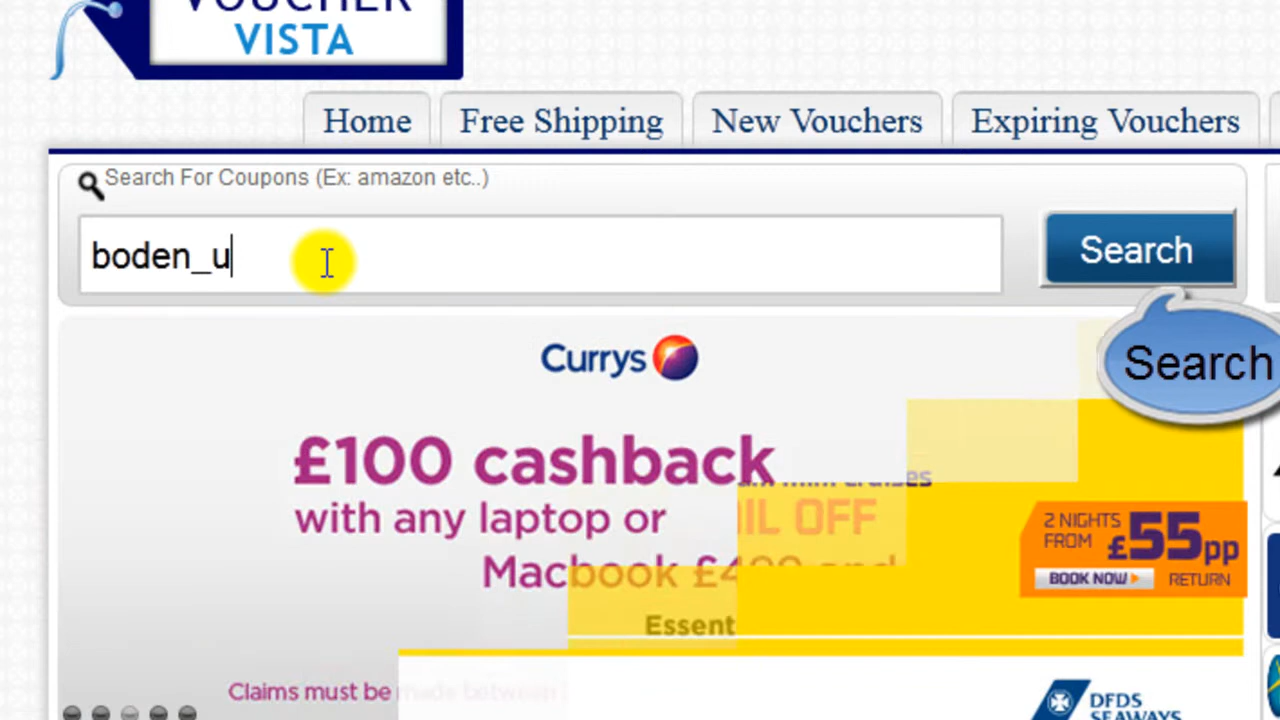 VOUCHER
VISTA
Home
Free Shipping
New Vouchers
Expiring Vouchers
Search For Coupons (Ex: amazon etc..)
boden_u
Search
Search
Currys
£100 cashback
with any laptop or
IL OFF
Macbook £499 and
Essent
2 NIGHTS
FROM £55pp
BOOK NOW
RETURN
Claims must be made between
DFDS
SEAWAYS